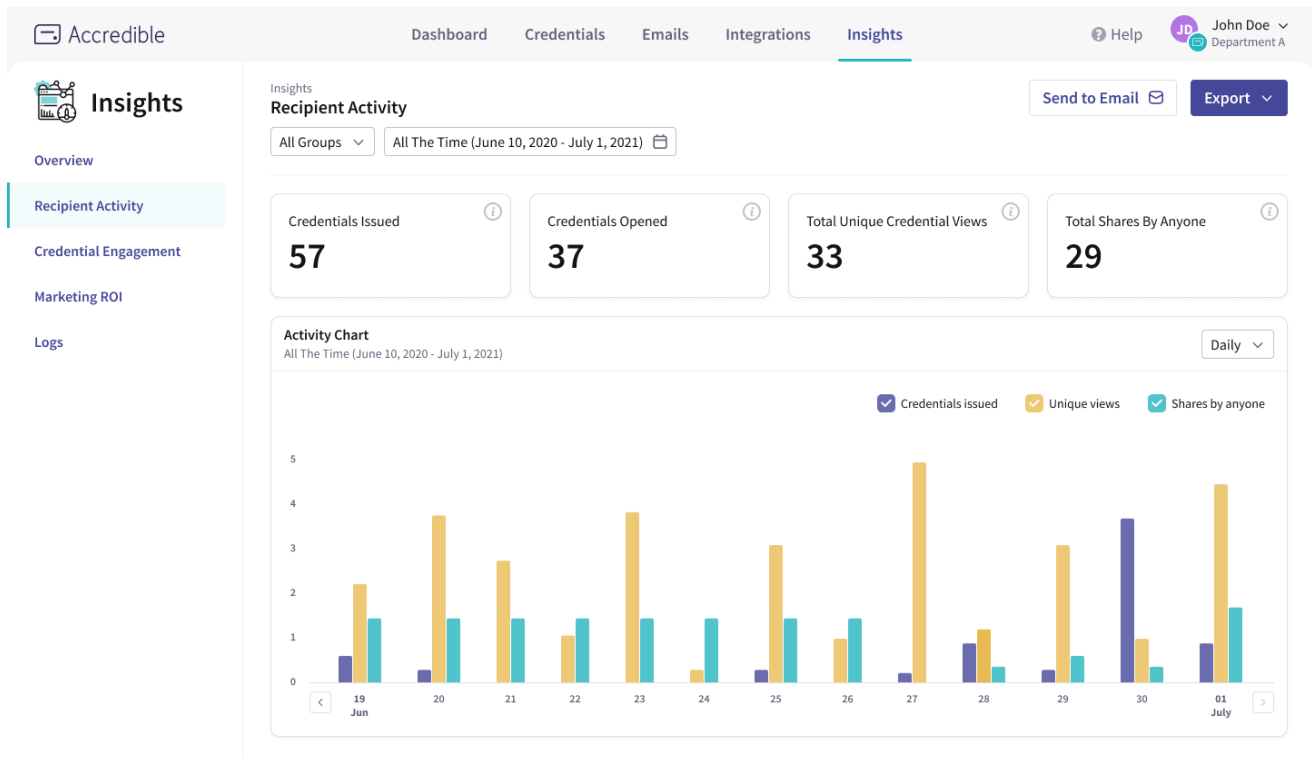 Accredible
Dashboard Credentials Emails Integrations Insights
Help
JD
John Doe
Department A
Insights
Overview
Recipient Activity
Credential Engagement
Marketing ROI
Logs
Insights
Recipient Activity
Send to Email
Export
All Groups
All The Time (June 10, 2020 - July 1, 2021)
Credentials Issued
57
Credentials Opened
37
Total Unique Credential Views
33
Total Shares By Anyone
29
Activity Chart
All The Time (June 10, 2020 - July 1, 2021)
Daily
Credentials issued Unique views Shares by anyone
5
4
3
2
1
0
19 20 21 22 23 24 25 26 27 28 29 30 01
Jun July